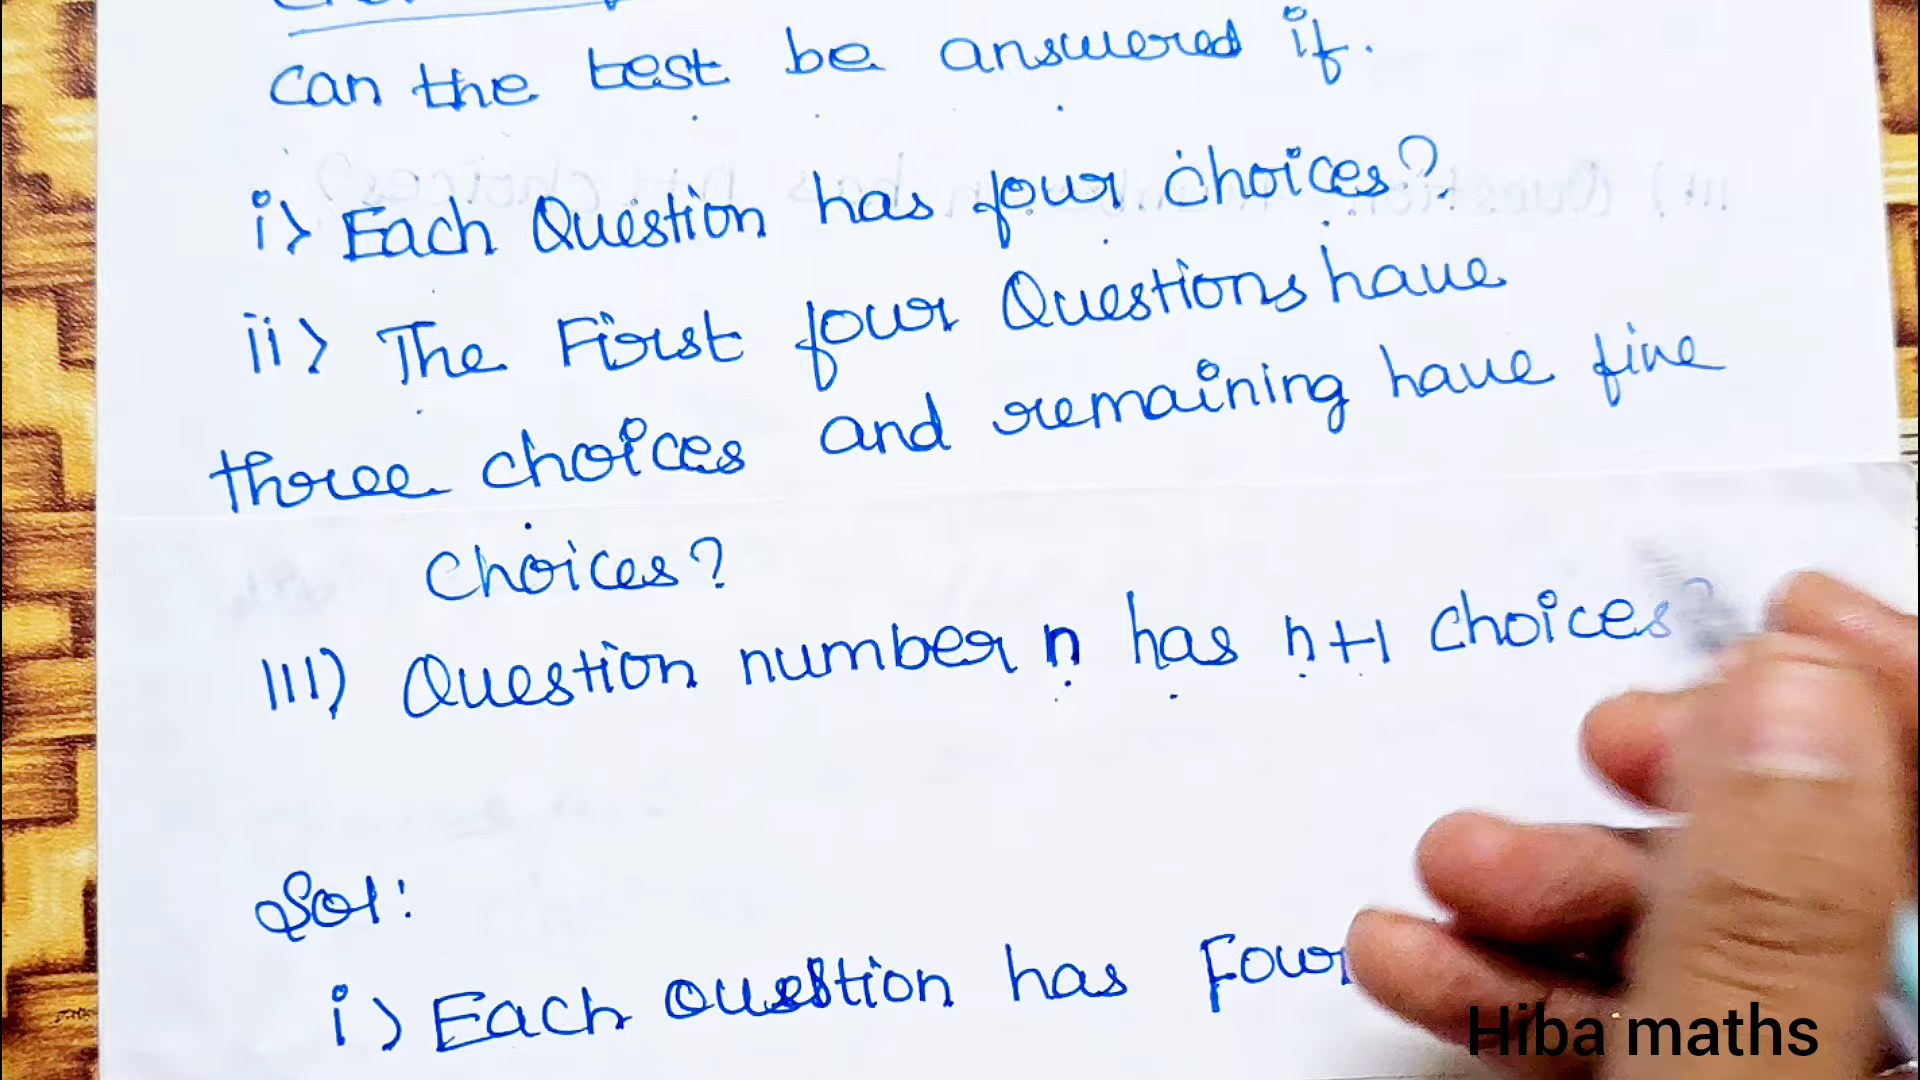 can the test be answered if.
i> Each Question has four choices?
ii> The First four Questions have
three choices and remaining have five
choices?
III) Question number n has n+1 choices?
Sol:
i) Each question has Four
Hiba maths